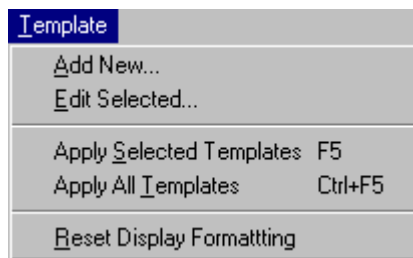 Template
Add New...
Edit Selected...
Apply Selected Templates F5
Apply All Templates Ctrl+F5
Reset Display Formattting